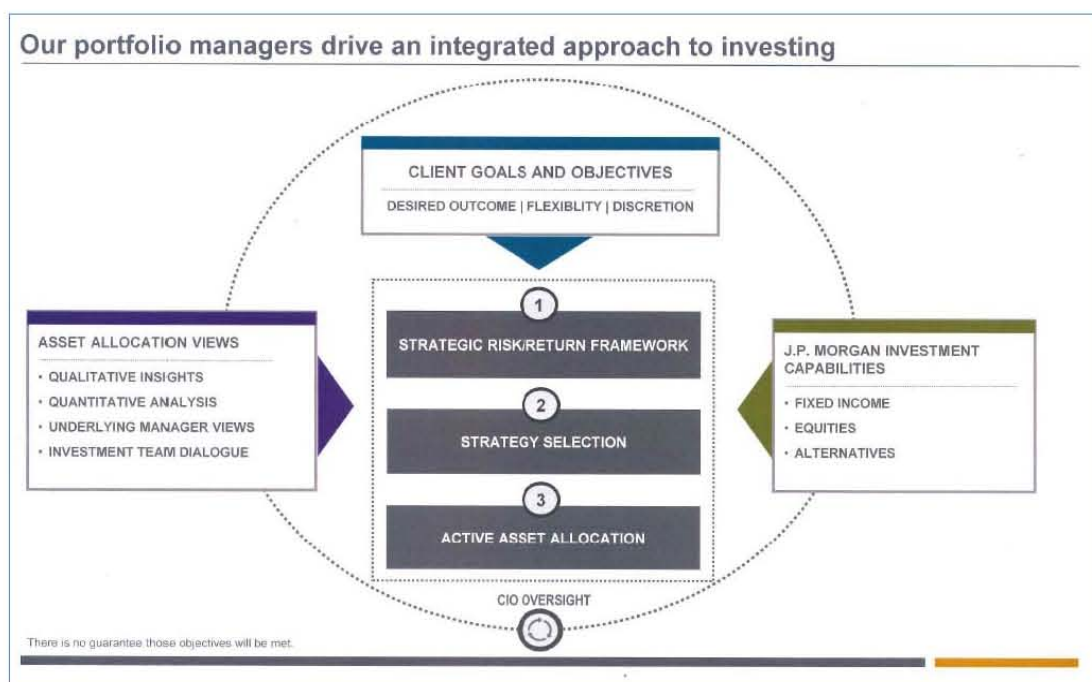 Our portfolio managers drive an integrated approach to investing
CLIENT GOALS AND OBJECTIVES
DESIRED OUTCOME | FLEXIBLITY | DISCRETION
ASSET ALLOCATION VIEWS
• QUALITATIVE INSIGHTS
• QUANTITATIVE ANALYSIS
• UNDERLYING MANAGER VIEWS
• INVESTMENT TEAM DIALOGUE
1
STRATEGIC RISK/RETURN FRAMEWORK
2
STRATEGY SELECTION
3
ACTIVE ASSET ALLOCATION
J.P. MORGAN INVESTMENT
CAPABILITIES
• FIXED INCOME
• EQUITIES
• ALTERNATIVES
CIO OVERSIGHT
There is no guarantee those objectives will be met.